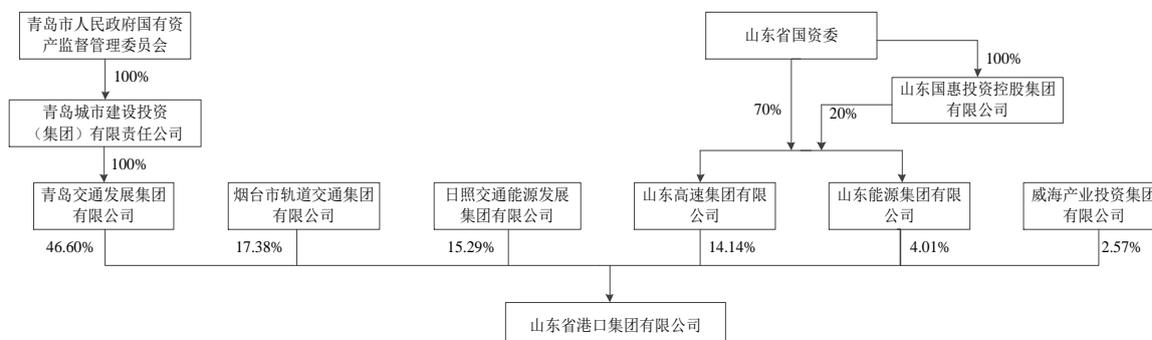 青岛市人民政府国有资
产监督管理委员会
山东省国资委
100%
100%
山东国惠投资控股集团
有限公司
青岛城市建设投资
（集团）有限责任公司
70%
20%
100%
青岛交通发展集团
有限公司
烟台市轨道交通集团
有限公司
日照交通能源发展
集团有限公司
山东高速集团有限
公司
山东能源集团有限
公司
威海产业投资集团
有限公司
46.60%
17.38%
15.29%
14.14%
4.01%
2.57%
山东省港口集团有限公司